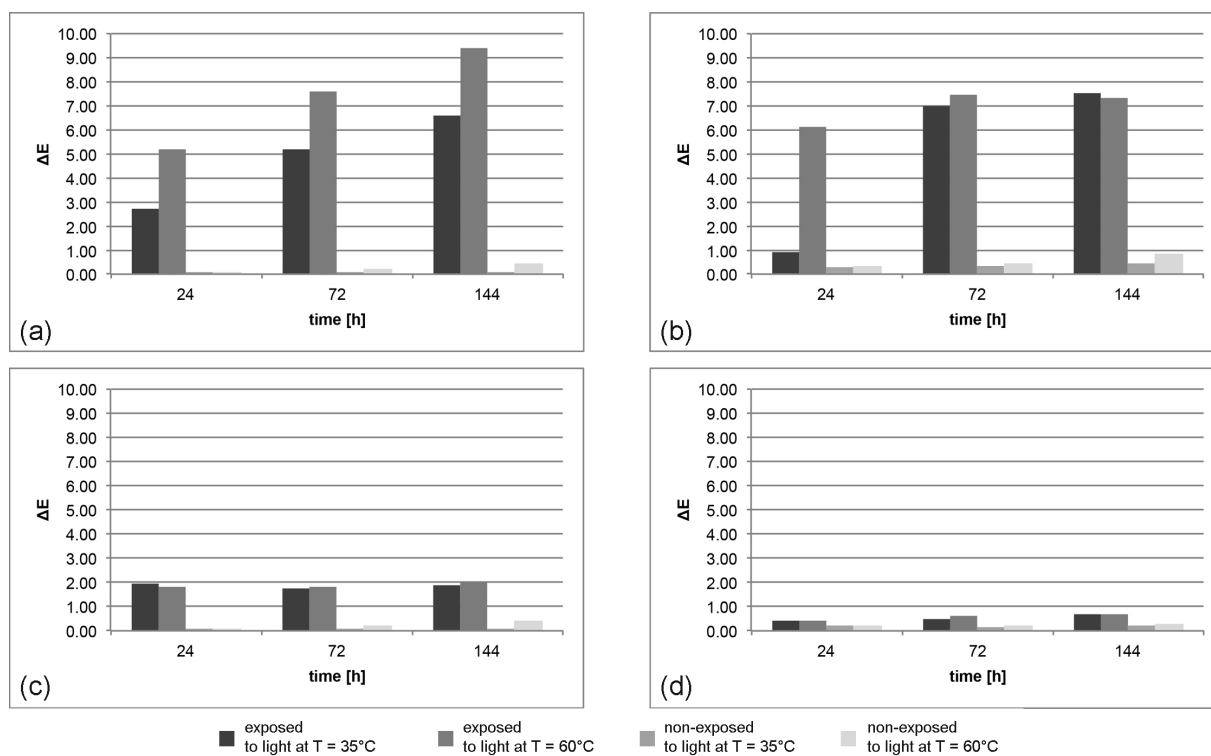 10.00
9.00
8.00
7.00
6.00
5.00
4.00
3.00
2.00
1.00
0.00
ΔE
24 72 144
time [h]
(a)
10.00
9.00
8.00
7.00
6.00
5.00
4.00
3.00
2.00
1.00
0.00
ΔE
24 72 144
time [h]
(b)
10.00
9.00
8.00
7.00
6.00
5.00
4.00
3.00
2.00
1.00
0.00
ΔE
24 72 144
time [h]
(c)
10.00
9.00
8.00
7.00
6.00
5.00
4.00
3.00
2.00
1.00
0.00
ΔE
24 72 144
time [h]
(d)
exposed
to light at T = 35°C
exposed
to light at T = 60°C
non-exposed
to light at T = 35°C
non-exposed
to light at T = 60°C